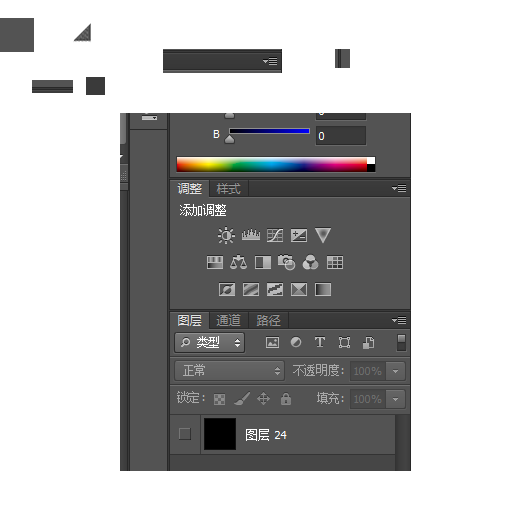 B 0
调整 样式
添加调整
图层 通道 路径
类型 T
正常 不透明度: 100%
锁定: 填充: 100%
图层 24